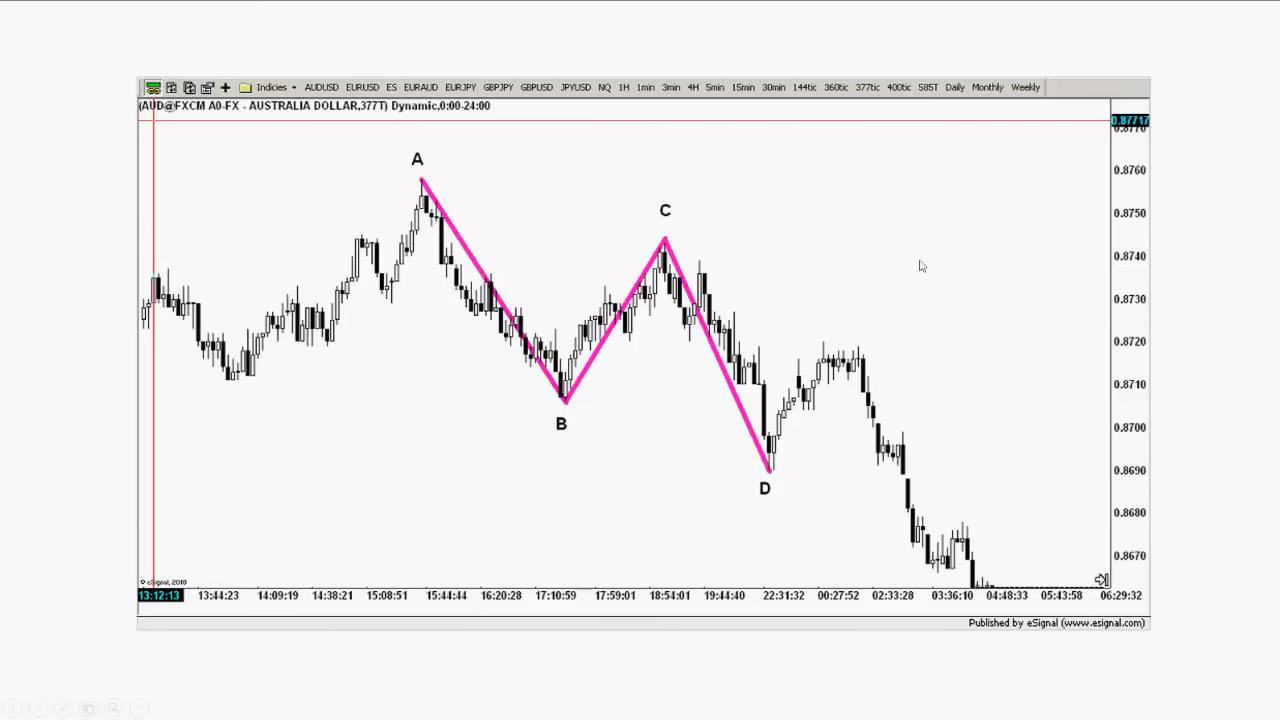 Indicies AUDUSD EURUSD ES EURAUD EURJPY GBPJPY GBPUSD JPYUSD NQ 1H 1min 3min 4H 5min 15min 30min 144tic 360tic 377tic 400tic 585T Daily Monthly Weekly
(AUD@FXCM A0-FX - AUSTRALIA DOLLAR,377T) Dynamic,0:00-24:00
0.87717
0.8770
A
0.8760
C
0.8750
0.8740
0.8730
0.8720
0.8710
B
0.8700
0.8690
D
0.8680
0.8670
© eSignal, 2010
13:12:13 13:44:23 14:09:19 14:38:21 15:08:51 15:44:44 16:20:28 17:10:59 17:59:01 18:54:01 19:44:40 22:31:32 00:27:52 02:33:28 03:36:10 04:48:33 05:43:58 06:29:32
Published by eSignal (www.esignal.com)